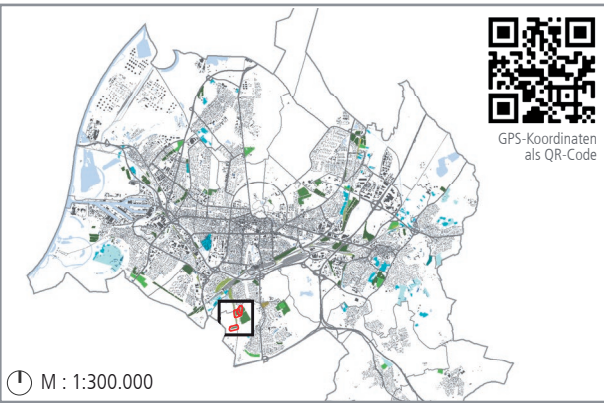 GPS-Koordinaten
als QR-Code
M : 1:300.000